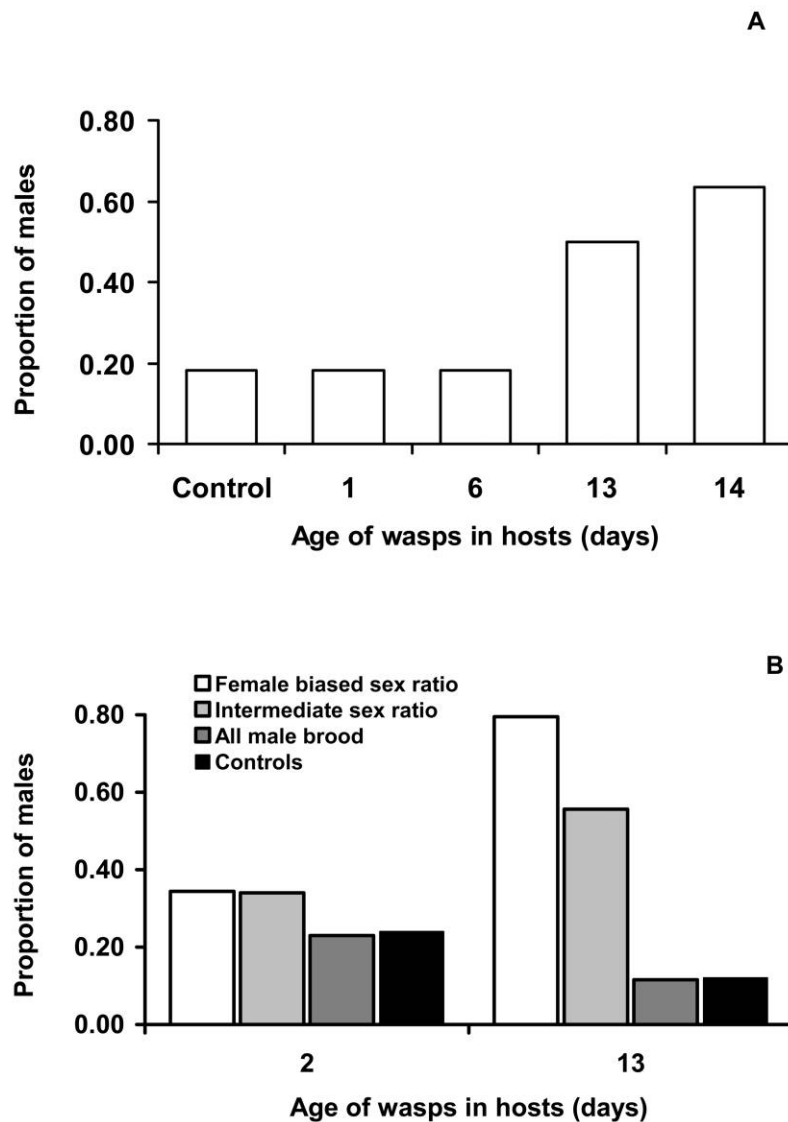 A
Proportion of males
0.80
0.60
0.40
0.20
0.00
Control 1 6 13 14
Age of wasps in hosts (days)
B
Female biased sex ratio
Intermediate sex ratio
All male brood
Controls
Proportion of males
0.80
0.60
0.40
0.20
0.00
2 13
Age of wasps in hosts (days)